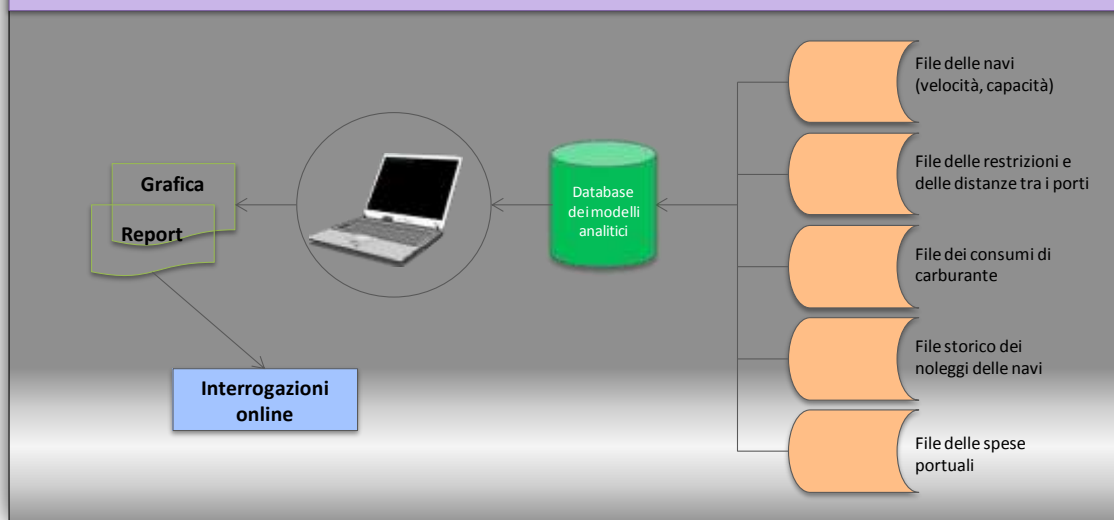 Grafica
Report
Interrogazioni
online
Database
dei modelli
analitici
File delle navi
(velocità, capacità)
File delle restrizioni e
delle distanze tra i porti
File dei consumi di
carburante
File storico dei
noleggi delle navi
File delle spese
portuali